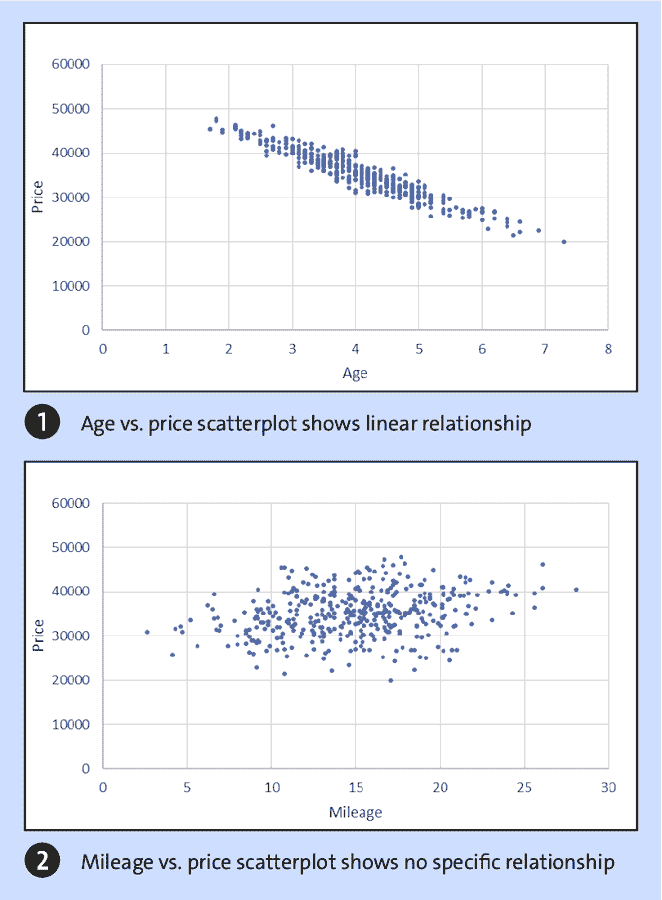 60000
50000
40000
30000
20000
10000
0
Price
0 1 2 3 4 5 6 7 8
Age
1 Age vs. price scatterplot shows linear relationship
60000
50000
40000
30000
20000
10000
0
Price
0 5 10 15 20 25 30
Mileage
2 Mileage vs. price scatterplot shows no specific relationship